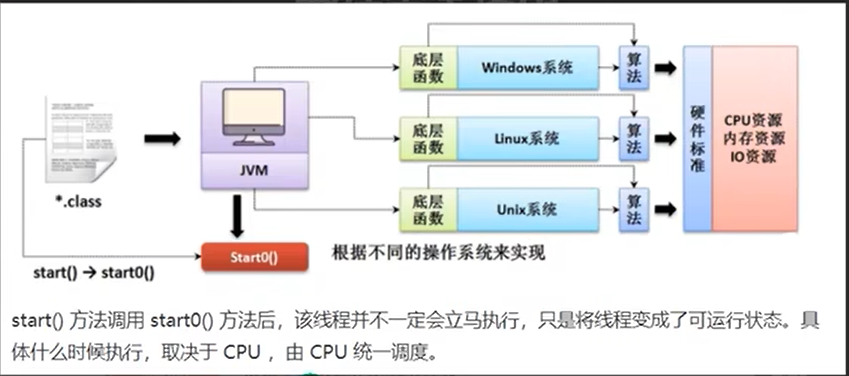 底层函数
Windows系统
算法
底层函数
Linux系统
算法
硬件标准
CPU资源
内存资源
IO资源
JVM
*.class
底层函数
Unix系统
算法
Start0()
根据不同的操作系统来实现
start() → start0()
start() 方法调用 start0() 方法后，该线程并不一定会立马执行，只是将线程变成了可运行状态。具
体什么时候执行，取决于 CPU ，由 CPU 统一调度。